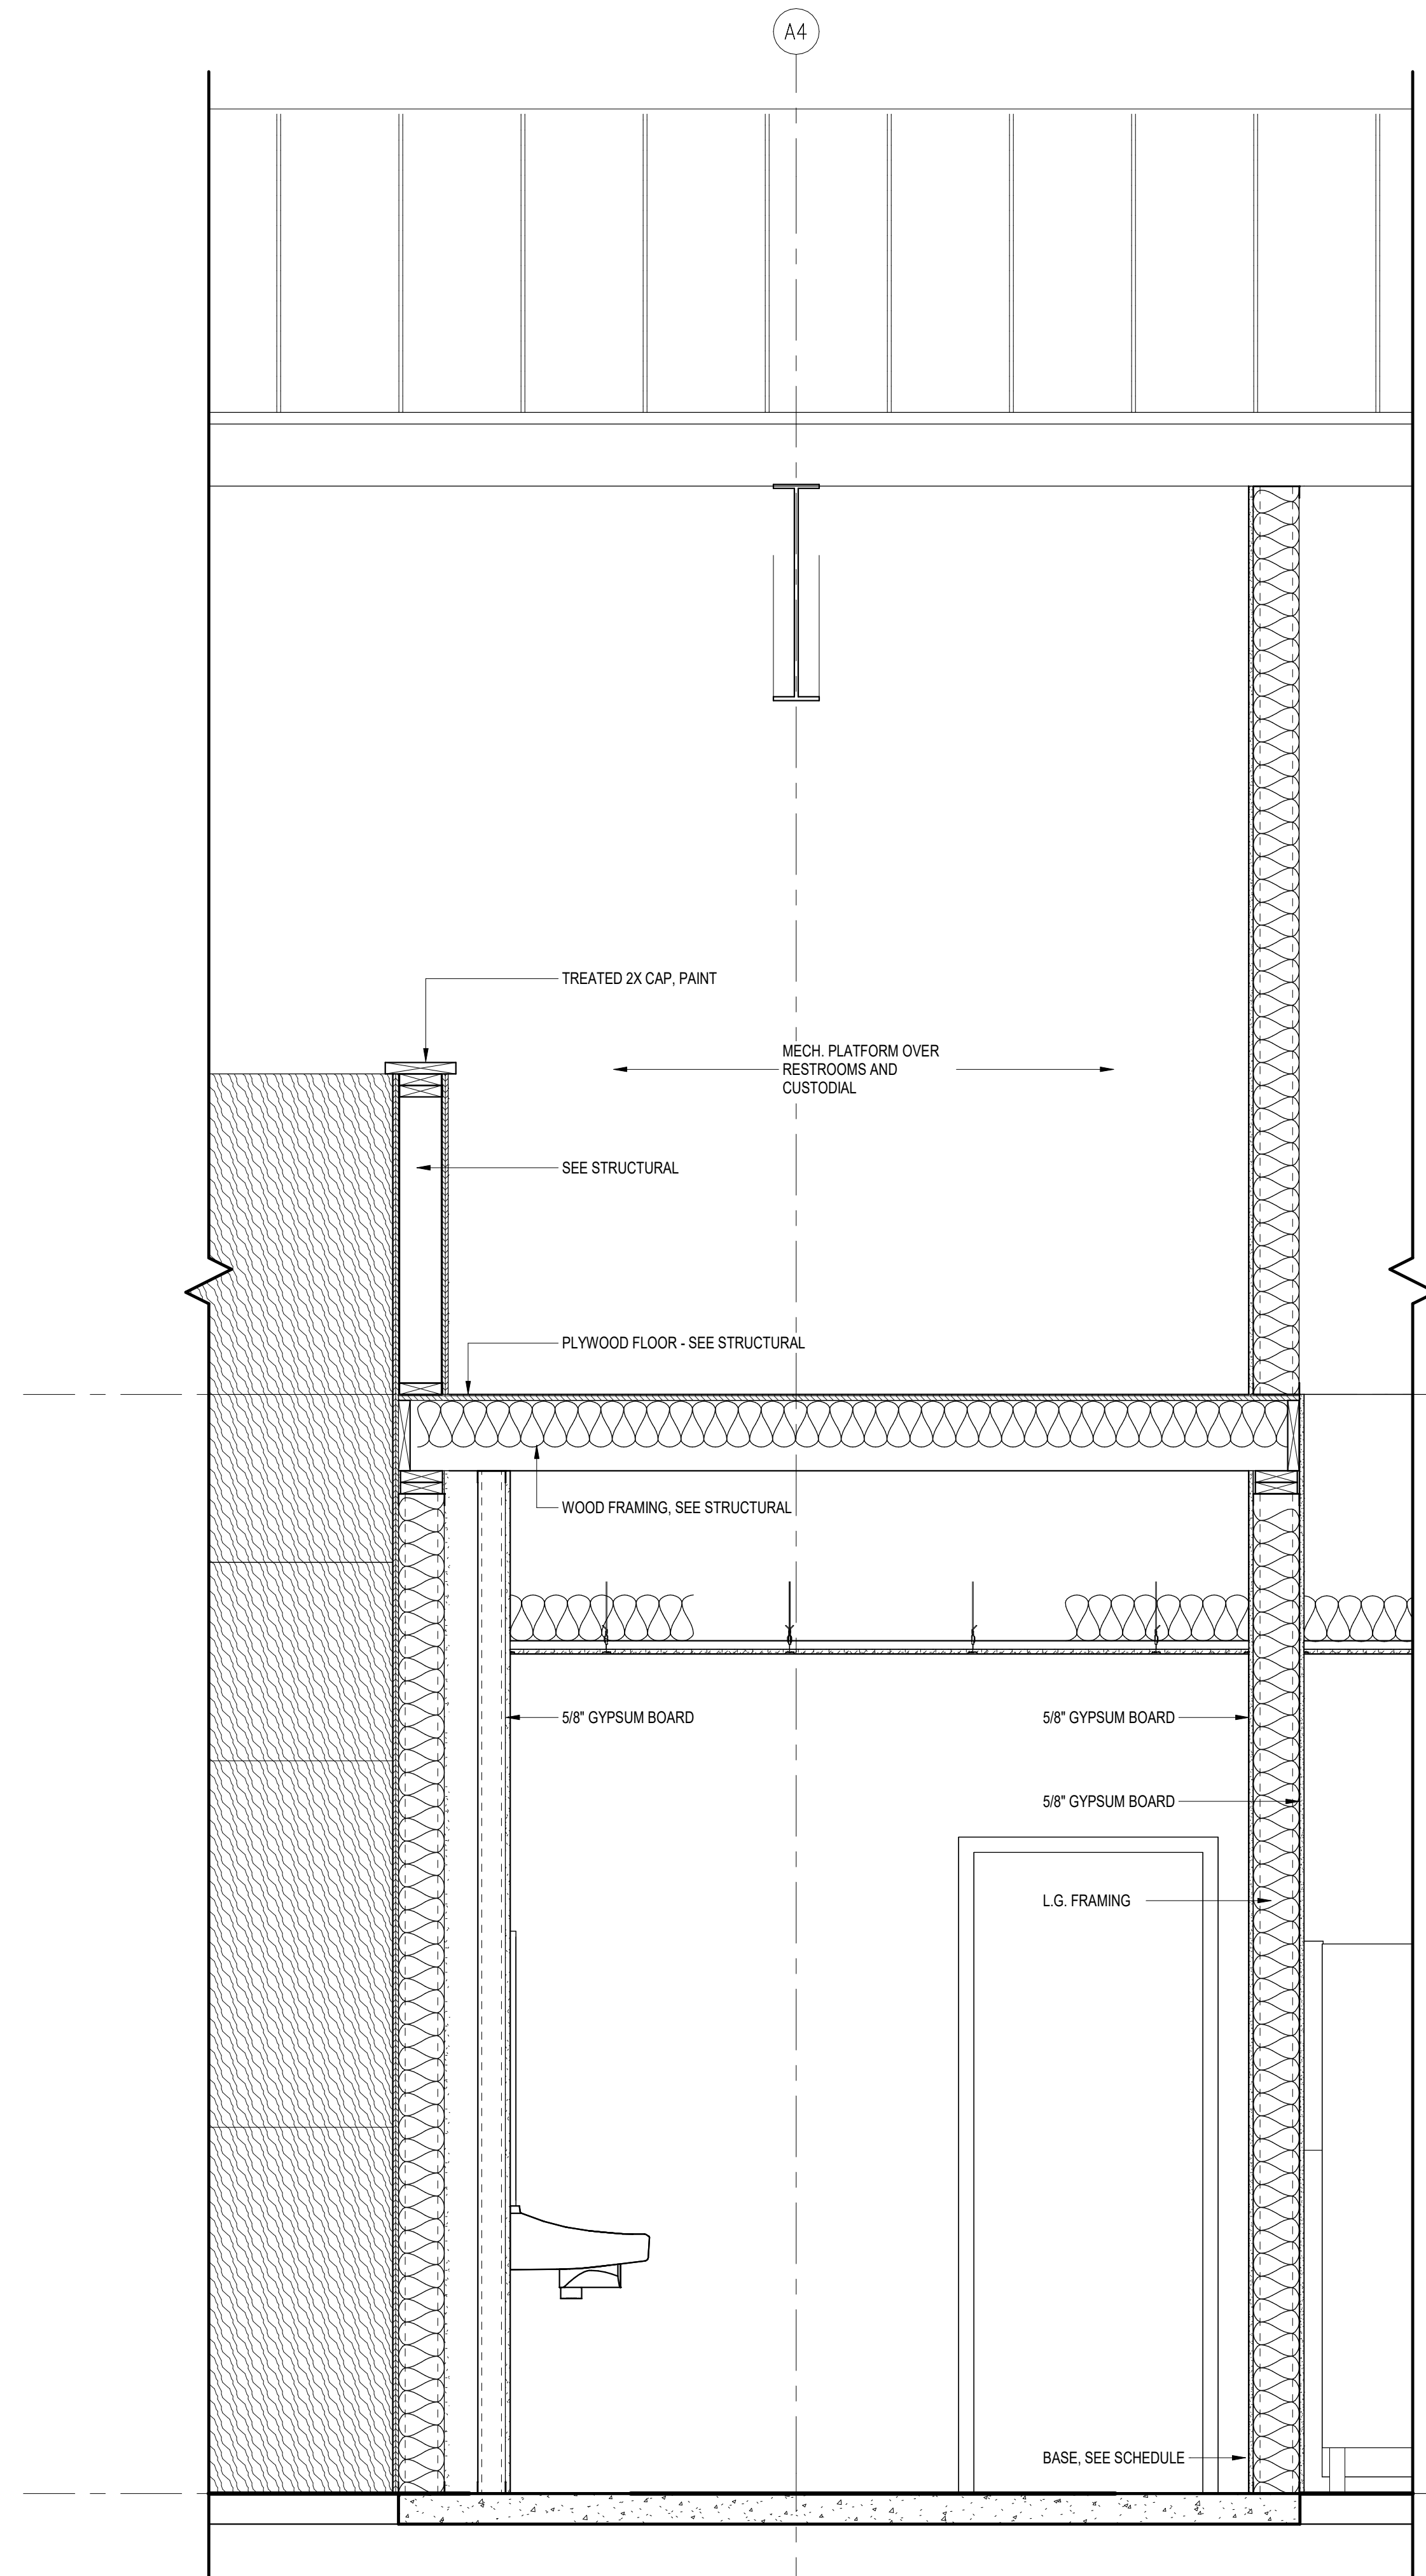 A4
TREATED 2X CAP, PAINT
MECH. PLATFORM OVER
RESTROOMS AND
CUSTODIAL
SEE STRUCTURAL
PLYWOOD FLOOR - SEE STRUCTURAL
WOOD FRAMING, SEE STRUCTURAL
5/8" GYPSUM BOARD
5/8" GYPSUM BOARD
5/8" GYPSUM BOARD
L.G. FRAMING
BASE, SEE SCHEDULE